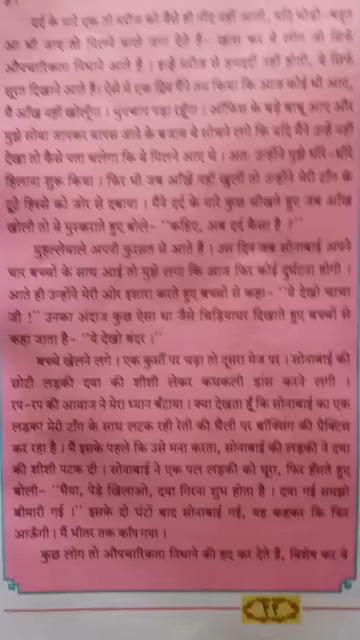 दर्द के मारे एक तो मरीज को वैसे ही नींद नहीं आती, यदि थोड़ी-बहुत
आ भी जाए तो मिलने वाले जगा देते हैं- खास कर वे लोग जो सिर्फ
औपचारिकता निभाने आते हैं । इन्हें मरीज से हमदर्दी नहीं होती, वे सिर्फ
सूरत दिखाने आते हैं। ऐसे में एक दिन मैंने तय किया कि आज कोई भी आए,
मैं आँख नहीं खोलूँगा । चुपचाप पड़ा रहूँगा । ऑफिस के बड़े बाबू आए और
मुझे सोया जानकर वापस जाने के बजाय वे सोचने लगे कि यदि मैंने उन्हें नहीं
देखा तो कैसे पता चलेगा कि वे मिलने आए थे । अतः उन्होंने मुझे धीरे-धीरे
हिलाना शुरू किया । फिर भी जब आँखें नहीं खुलीं तो उन्होंने मेरी टाँग के
टूटे हिस्से को जोर से दबाया । मैंने दर्द के मारे कुछ चीखते हुए जब आँख
खोली तो वे मुस्कराते हुए बोले- "कहिए, अब दर्द कैसा है ?"
मुहल्लेवाले अपनी फुरसत से आते हैं । उस दिन जब सोनाबाई अपने
चार बच्चों के साथ आई तो मुझे लगा कि आज फिर कोई दुर्घटना होगी ।
आते ही उन्होंने मेरी ओर इशारा करते हुए बच्चों से कहा- "ये देखो चाचा
जी !" उनका अंदाज कुछ ऐसा था जैसे चिड़ियाघर दिखाते हुए बच्चों से
कहा जाता है- "ये देखो बंदर ।"
बच्चे खेलने लगे । एक कुर्सी पर चढ़ा तो दूसरा मेज पर । सोनाबाई की
छोटी लड़की दवा की शीशी लेकर कथकली डांस करने लगी ।
रप-रप की आवाज ने मेरा ध्यान बँटाया । क्या देखता हूँ कि सोनाबाई का एक
लड़का मेरी टाँग के साथ लटक रही रेती की थैली पर बॉक्सिंग की प्रैक्टिस
कर रहा है । मैं इसके पहले कि उसे मना करता, सोनाबाई की लड़की ने दवा
की शीशी पटक दी । सोनाबाई ने एक पल लड़की को घूरा, फिर हँसते हुए
बोली- "भैया, पेड़े खिलाओ, दवा गिरना शुभ होता है । दवा गई समझो
बीमारी गई ।" इसके दो घंटों बाद सोनाबाई गई, यह कहकर कि फिर
आऊँगी । मैं भीतर तक काँप गया ।
कुछ लोग तो औपचारिकता निभाने की हद कर देते हैं, विशेष कर वे